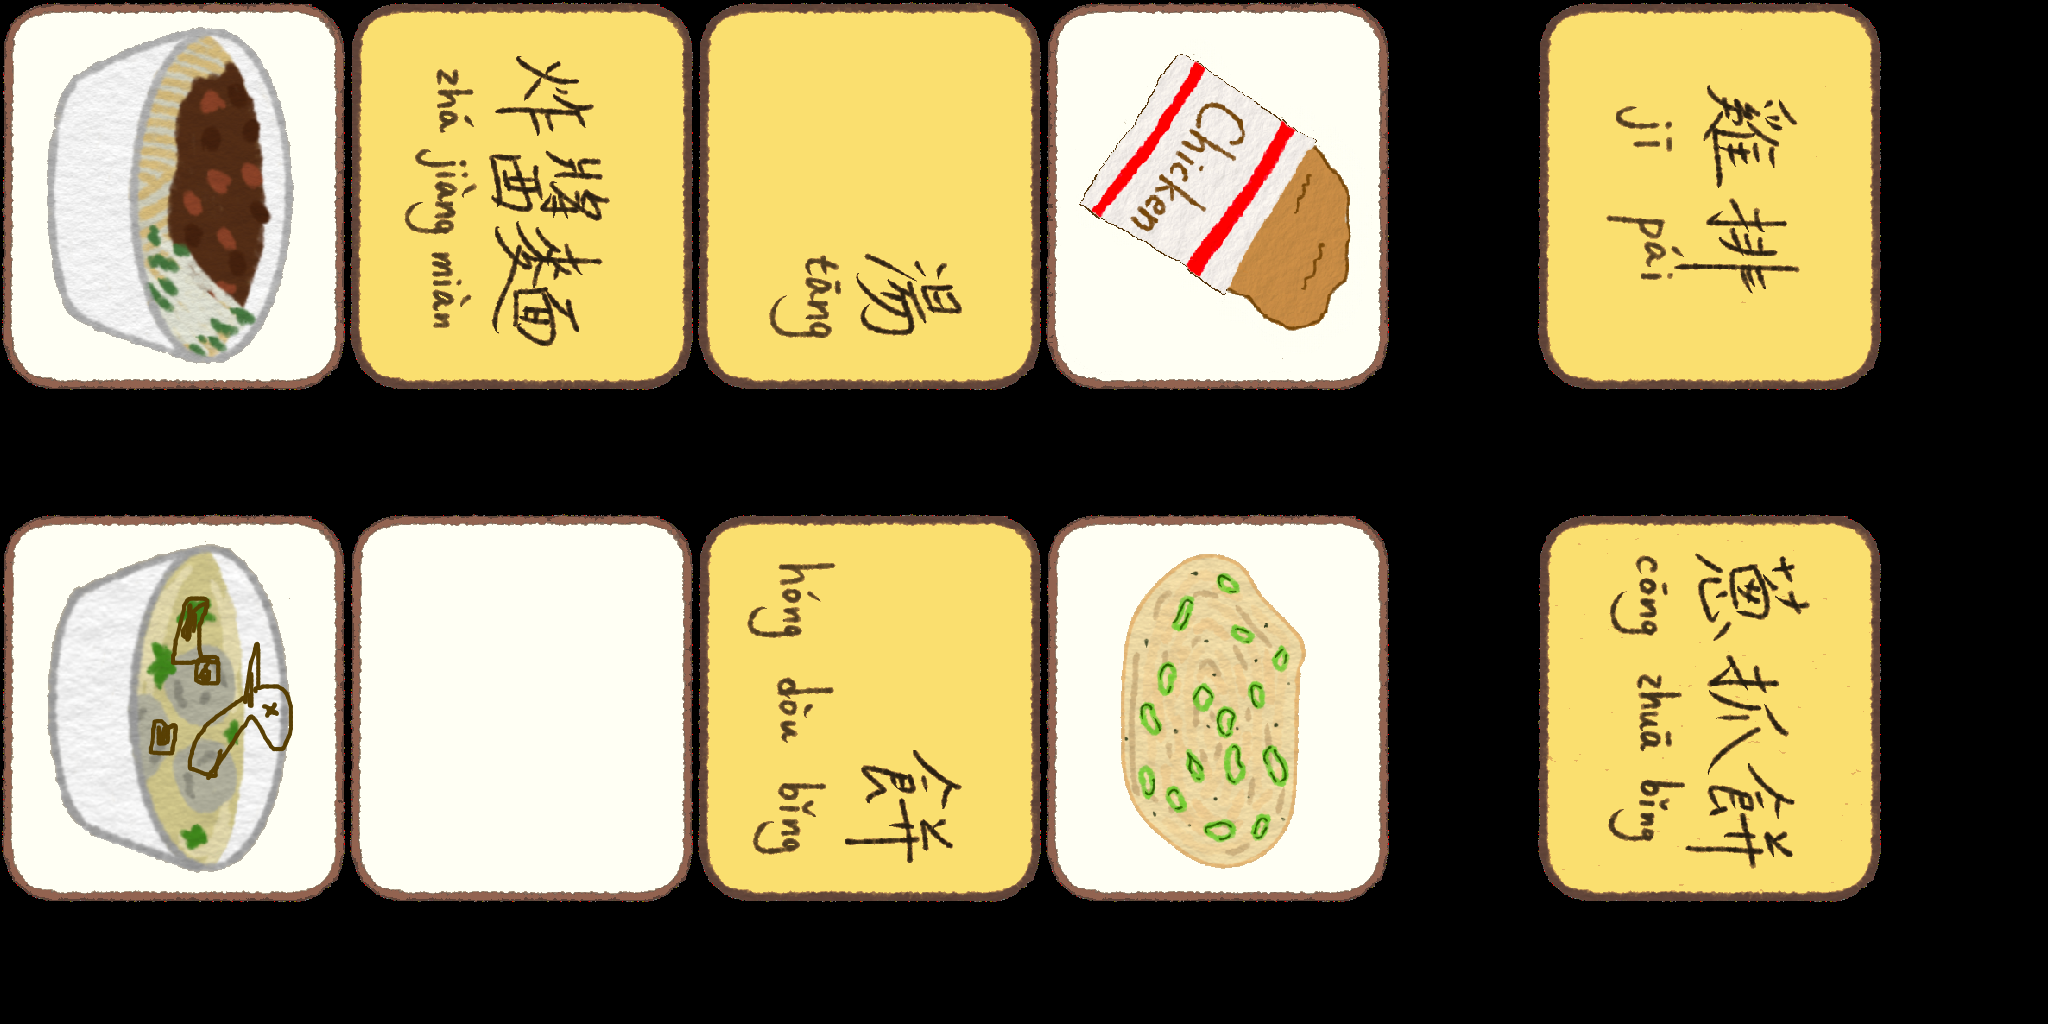 炸醬麵
zhá jiàng miàn
湯
tāng
Chicken
雞排
jī pái
餅
hóng dòu bǐng
蔥抓餅
cōng zhuā bǐng